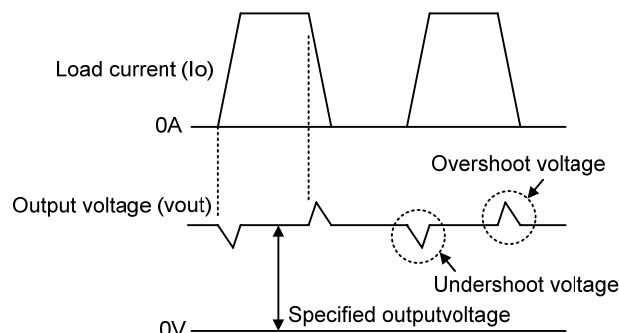 Load current (Io)
0A
Overshoot voltage
Output voltage (vout)
Undershoot voltage
Specified outputvoltage
0V